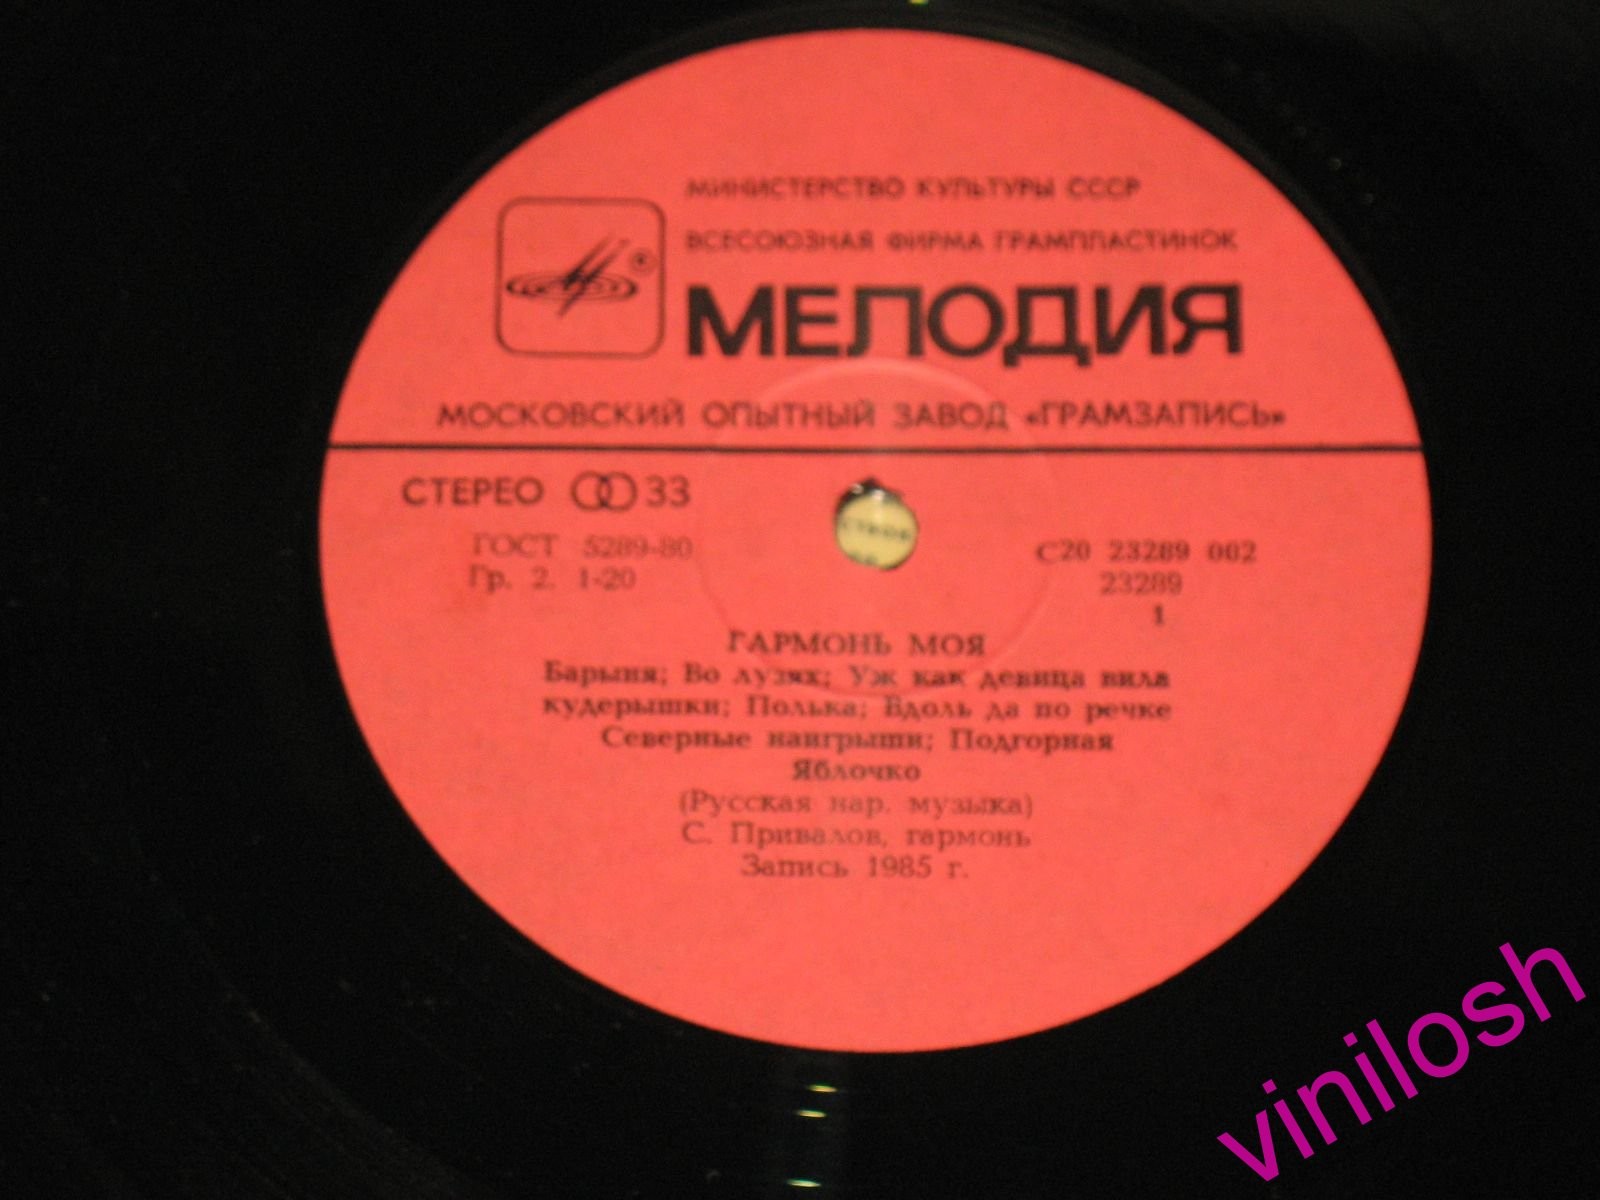 МИНИСТЕРСТВО КУЛЬТУРЫ СССР
ВСЕСОЮЗНАЯ ФИРМА ГРАМПЛАСТИНОК
МЕЛОДИЯ
МОСКОВСКИЙ ОПЫТНЫЙ ЗАВОД «ГРАМЗАПИСЬ»
СТЕРЕО 33
ГОСТ 5289-80
Гр. 2. 1-20
С20 23289 002
23289
1
ГАРМОНЬ МОЯ
Барыня; Во лузях; Уж как девица вила
кудерышки; Полька; Вдоль да по речке
Северные наигрыши; Подгорная
Яблочко
(Русская нар. музыка)
С. Привалов, гармонь
Запись 1985 г.
vinilosh